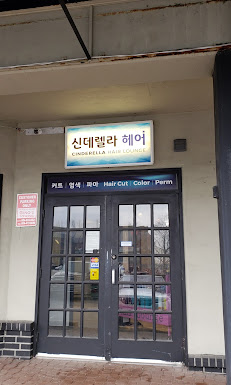 신데렐라 헤어
CINDERELLA HAIR LOUNGE
커트 | 염색 | 파마 | Hair Cut | Color | Perm